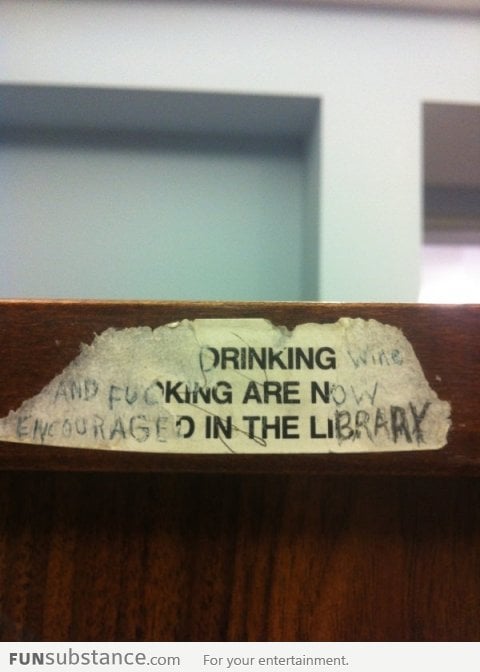 DRINKING wine
AND FUCKING ARE NOW
ENCOURAGED IN THE LIBRARY
FUNsubstance.com For your entertainment.